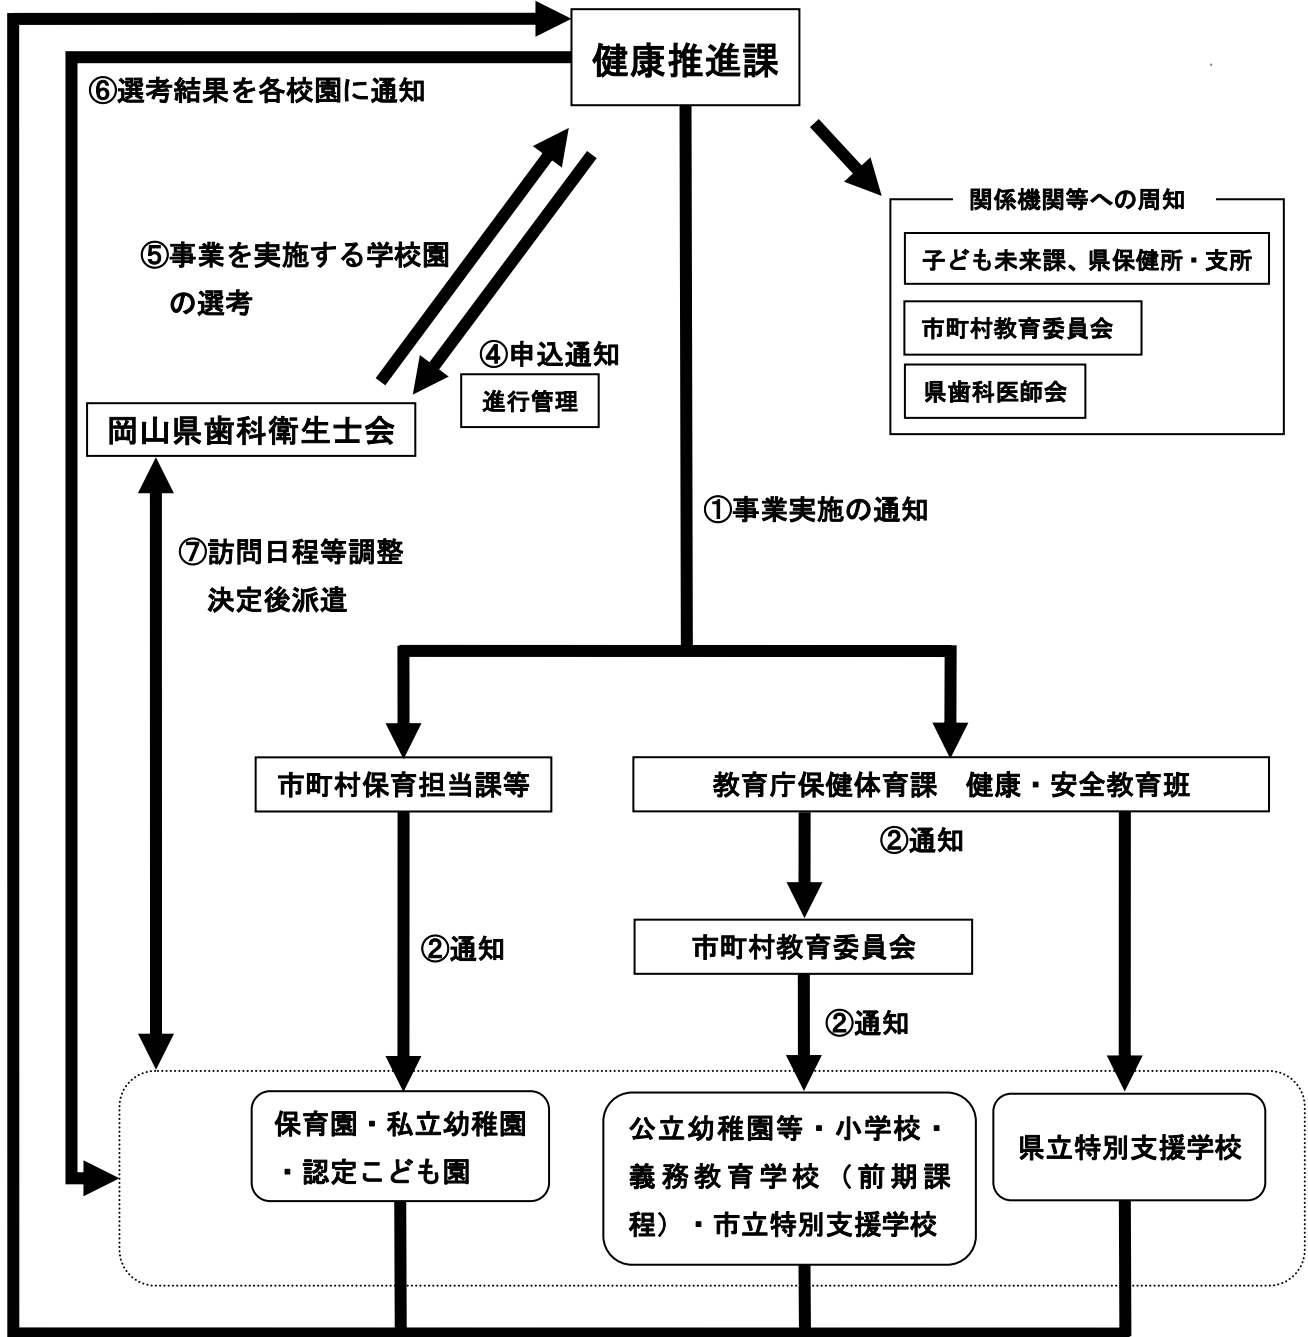 健康推進課
⑥選考結果を各校園に通知
関係機関等への周知
子ども未来課、県保健所・支所
市町村教育委員会
県歯科医師会
⑤事業を実施する学校園
の選考
④申込通知
進行管理
岡山県歯科衛生士会
①事業実施の通知
⑦訪問日程等調整
決定後派遣
市町村保育担当課等
教育庁保健体育課　健康・安全教育班
②通知
市町村教育委員会
②通知
②通知
保育園・私立幼稚園
・認定こども園
公立幼稚園等・小学校・
義務教育学校（前期課
程）・市立特別支援学校
県立特別支援学校